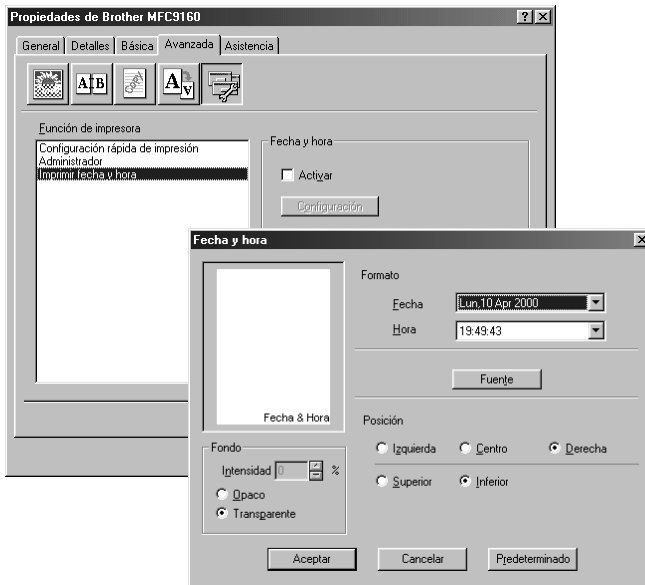 Propiedades de Brother MFC9160
General Detalles Básica Avanzada Asistencia
A B
A
Función de impresora
Configuración rápida de impresión
Administrador
Imprimir fecha y hora
Fecha y hora
Activar
Configuración
Fecha y hora
Fecha & Hora
Formato
Fecha Lun,10 Apr 2000
Hora 19:49:43
Fuente
Posición
Izquierda Centro Derecha
Superior Inferior
Fondo
Intensidad 0 %
Opaco
Transparente
Aceptar Cancelar Predeterminado